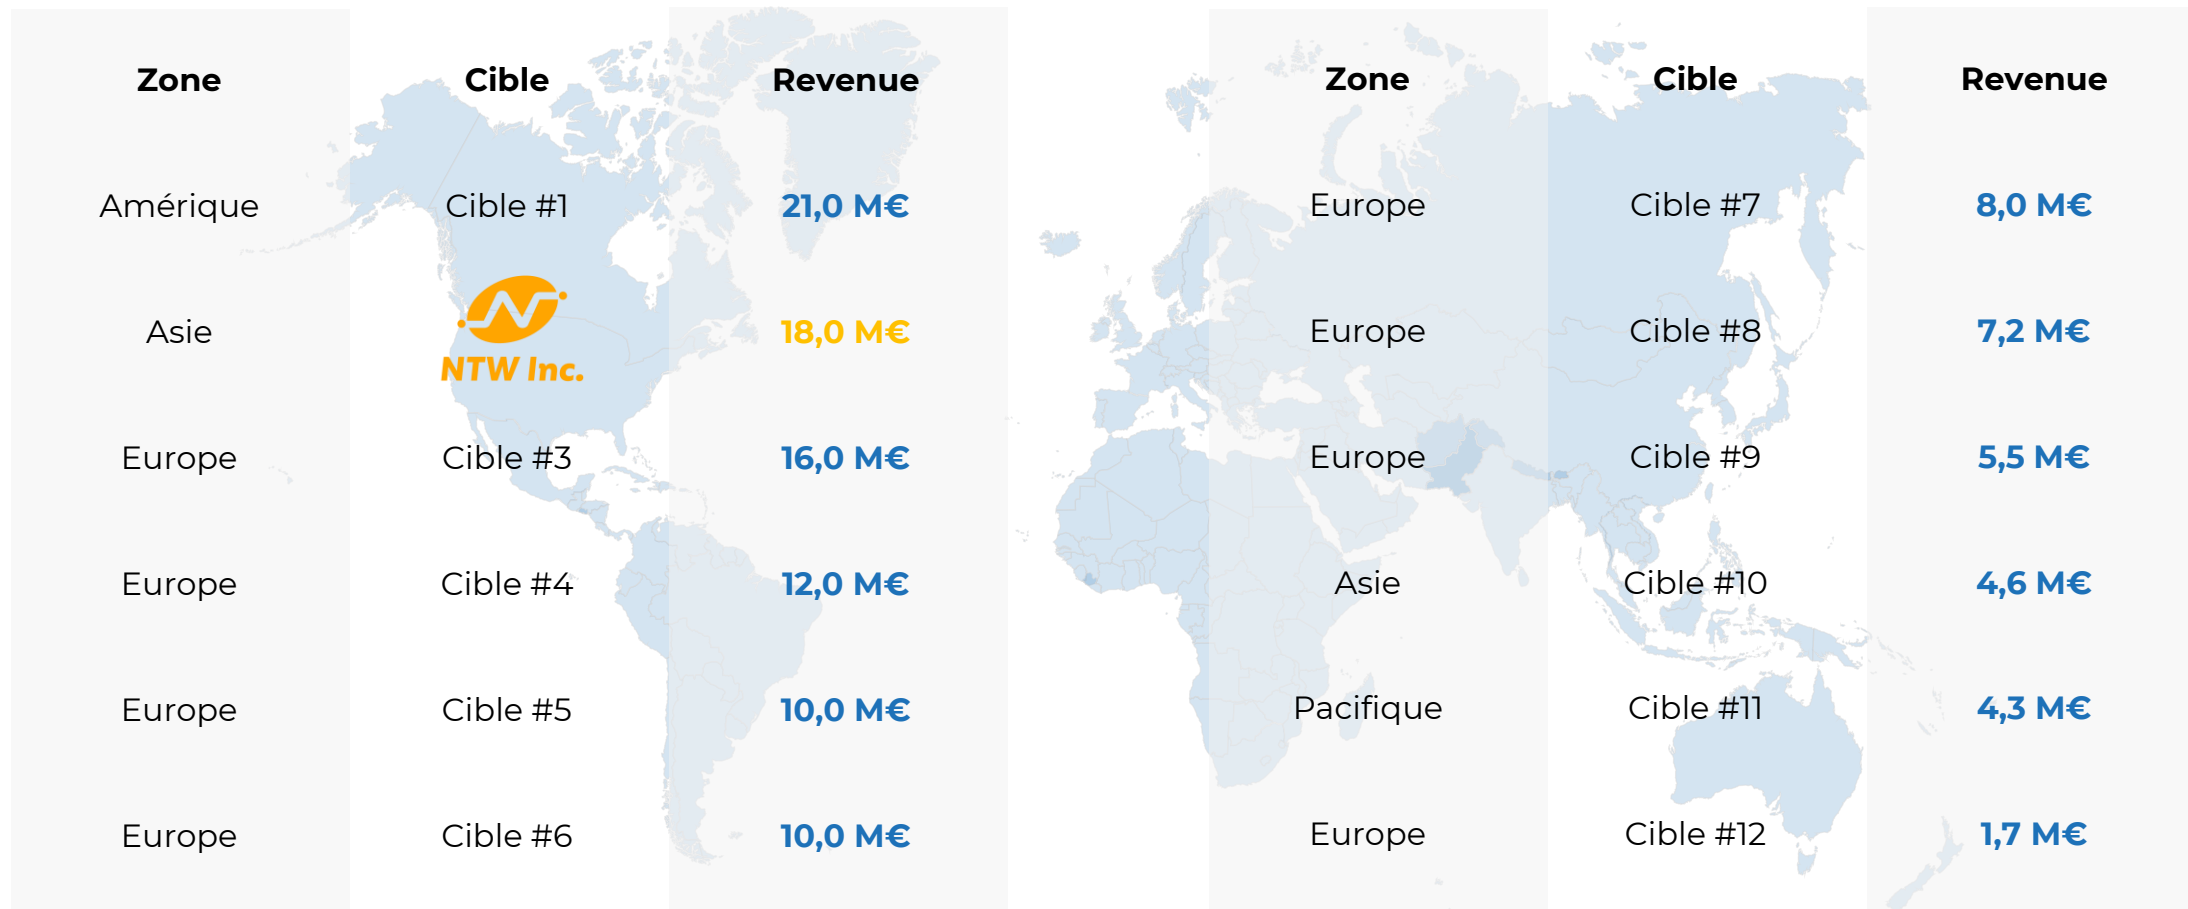 Zone Cible Revenue
Amérique Cible #1 21,0 M€
Asie NTW Inc. 18,0 M€
Europe Cible #3 16,0 M€
Europe Cible #4 12,0 M€
Europe Cible #5 10,0 M€
Europe Cible #6 10,0 M€
Zone Cible Revenue
Europe Cible #7 8,0 M€
Europe Cible #8 7,2 M€
Europe Cible #9 5,5 M€
Asie Cible #10 4,6 M€
Pacifique Cible #11 4,3 M€
Europe Cible #12 1,7 M€